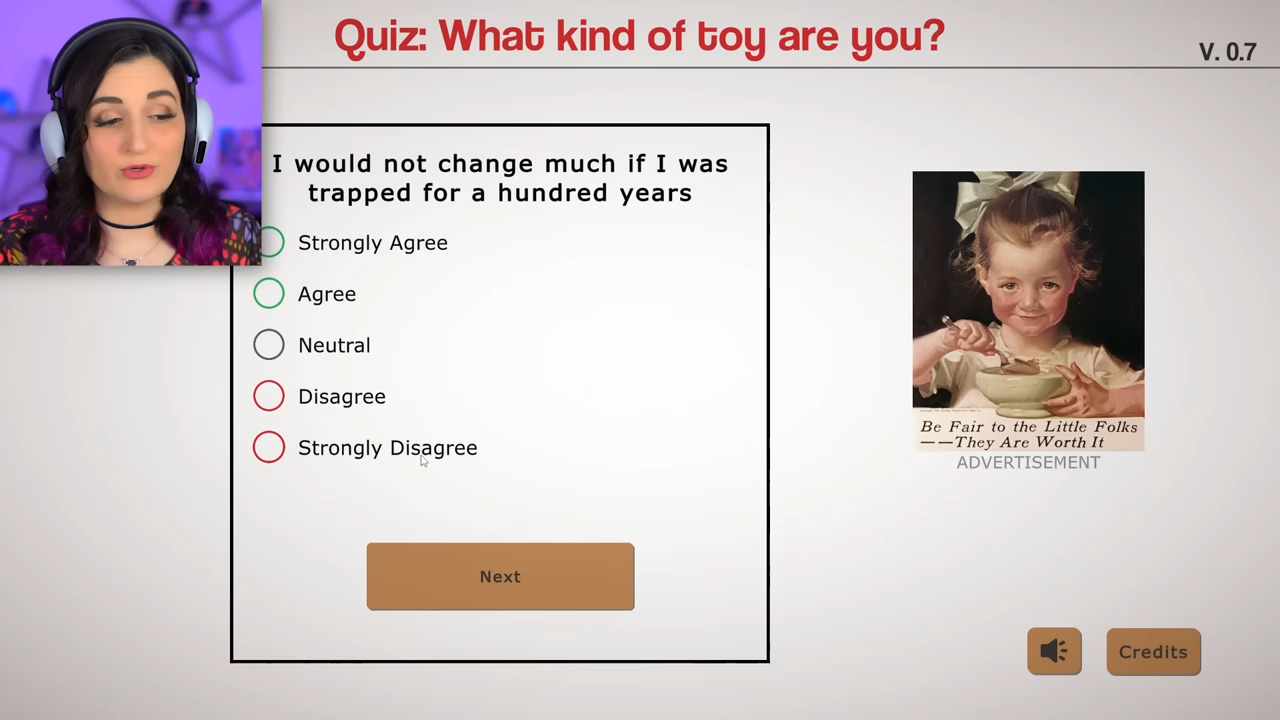 Quiz: What kind of toy are you?
V. 0.7
I would not change much if I was
trapped for a hundred years
Strongly Agree
Agree
Neutral
Disagree
Strongly Disagree
Next
Be Fair to the Little Folks
——They Are Worth It
ADVERTISEMENT
Credits